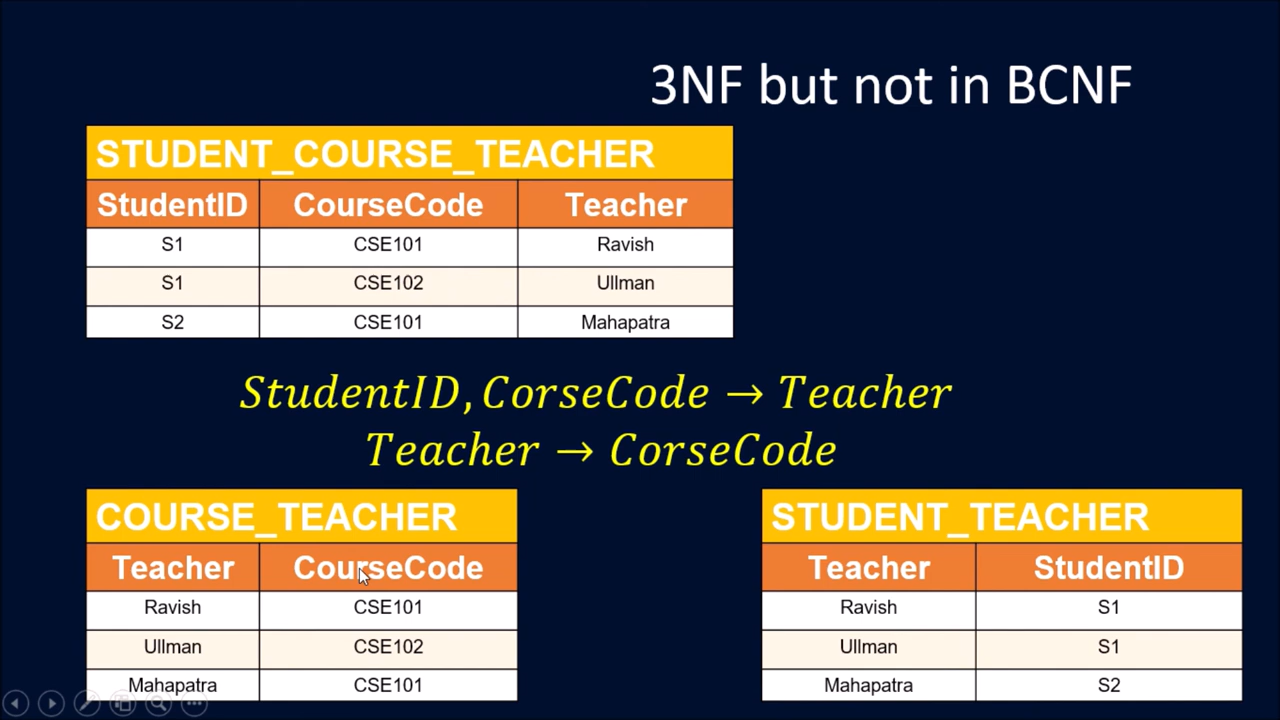 3NF but not in BCNF
STUDENT_COURSE_TEACHER
StudentID CourseCode Teacher
S1 CSE101 Ravish
S1 CSE102 Ullman
S2 CSE101 Mahapatra
StudentID, CorseCode → Teacher
Teacher → CorseCode
COURSE_TEACHER
Teacher CourseCode
Ravish CSE101
Ullman CSE102
Mahapatra CSE101
STUDENT_TEACHER
Teacher StudentID
Ravish S1
Ullman S1
Mahapatra S2